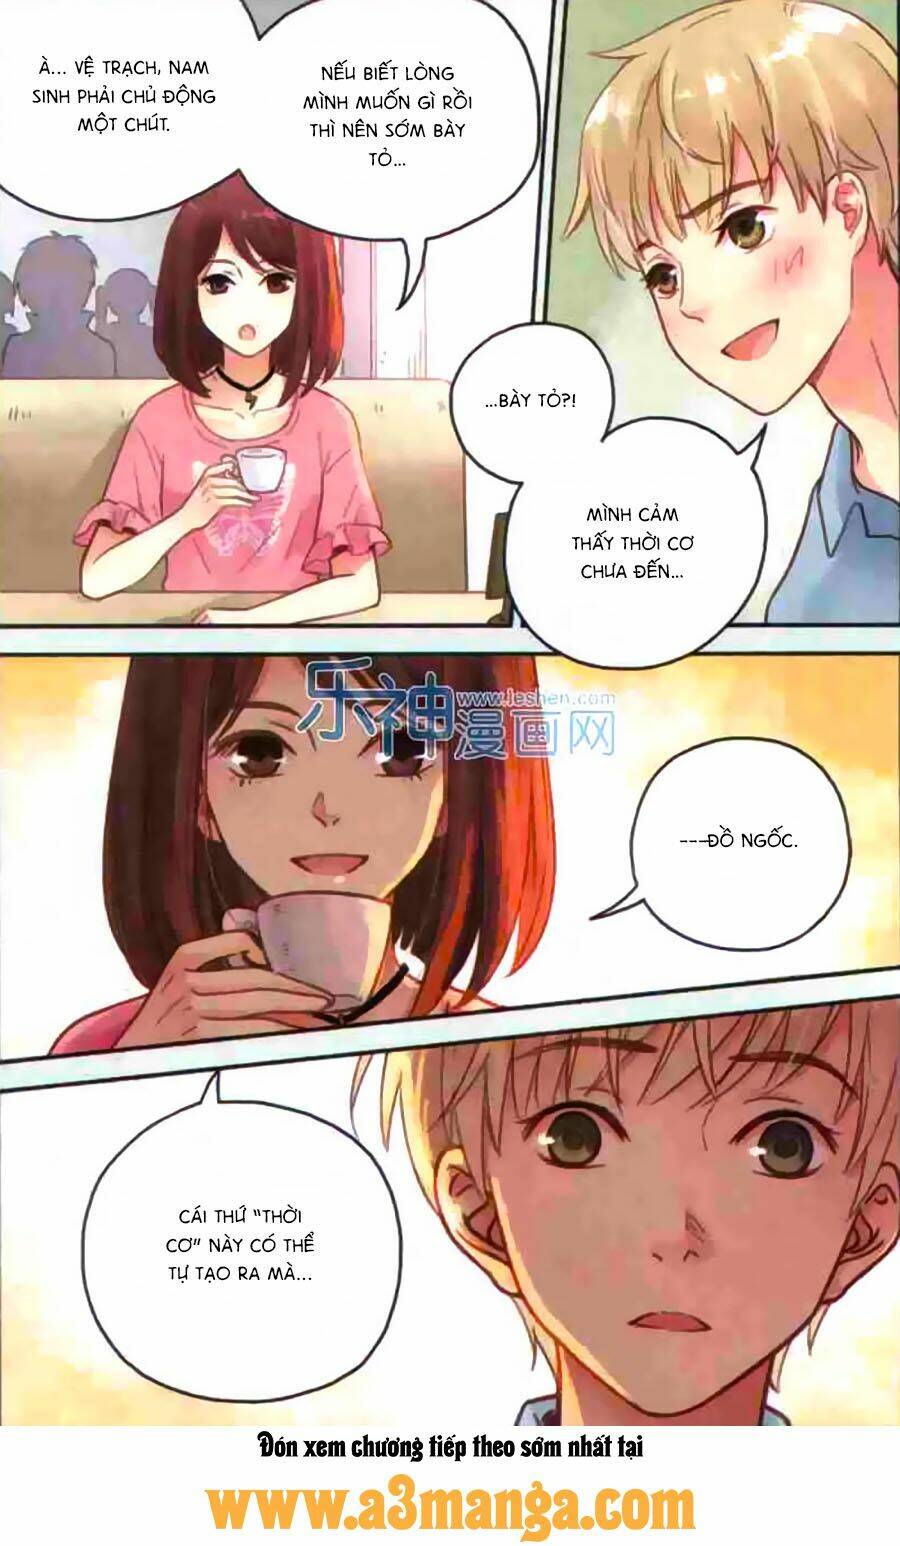 À... VỆ TRẠCH, NAM
SINH PHẢI CHỦ ĐỘNG
MỘT CHÚT.
NẾU BIẾT LÒNG
MÌNH MUỐN GÌ RỒI
THÌ NÊN SỚM BÀY
TỎ...
...BÀY TỎ?!
MÌNH CẢM
THẤY THỜI CƠ
CHƯA ĐẾN...
乐神
www.leshen.com
漫画网
---ĐỒ NGỐC.
CÁI THỨ "THỜI
CƠ" NÀY CÓ THỂ
TỰ TẠO RA MÀ...
Đón xem chương tiếp theo sớm nhất tại
www.a3manga.com